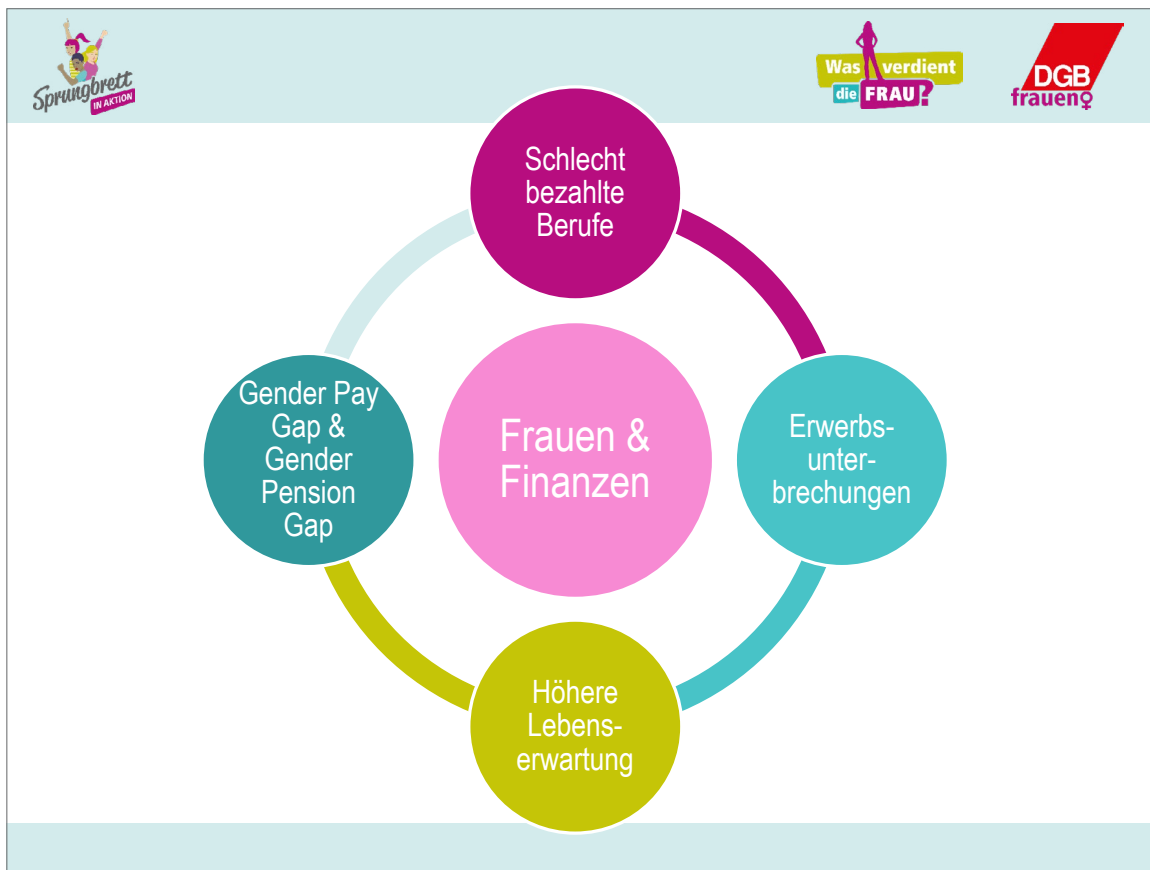 Sprungbrett
IN AKTION
Was verdient
die FRAU?
DGB
frauen
Schlecht
bezahlte
Berufe
Gender Pay
Gap &
Gender
Pension
Gap
Frauen &
Finanzen
Erwerbs-
unter-
brechungen
Höhere
Lebens-
erwartung